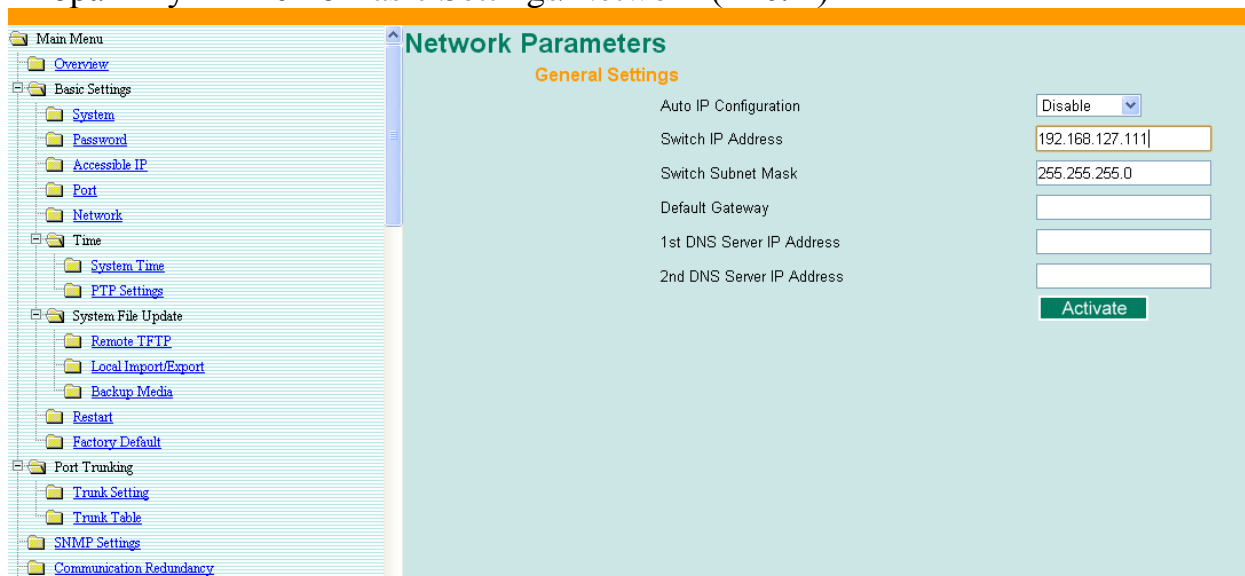 Network
Main Menu
Overview
Basic Settings
System
Password
Accessible IP
Port
Network
Time
System Time
PTP Settings
System File Update
Remote TFTP
Local Import/Export
Backup Media
Restart
Factory Default
Port Trunking
Trunk Setting
Trunk Table
SNMP Settings
Communication Redundancy
Network Parameters
General Settings
Auto IP Configuration Disable
Switch IP Address 192.168.127.111
Switch Subnet Mask 255.255.255.0
Default Gateway
1st DNS Server IP Address
2nd DNS Server IP Address
Activate